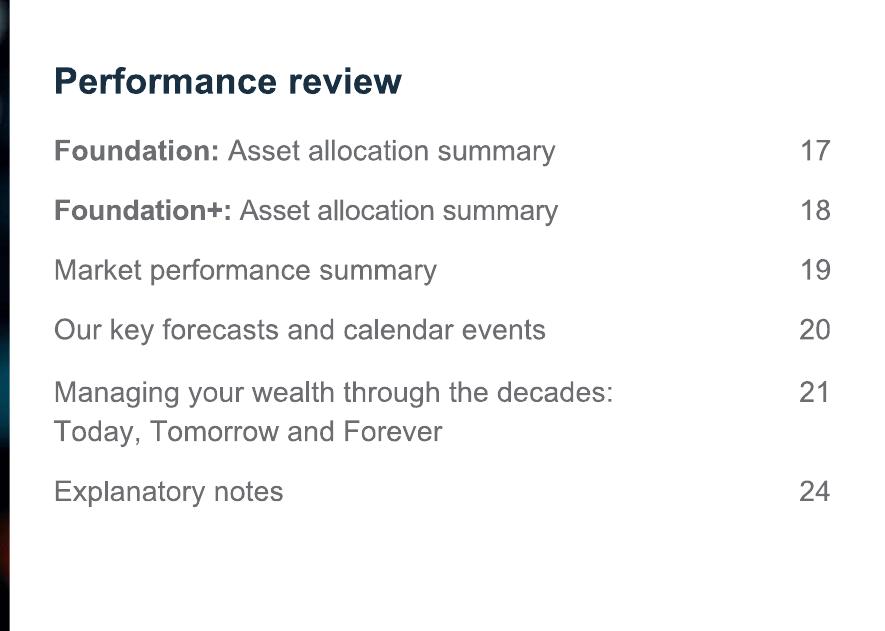 Performance review
Foundation: Asset allocation summary 17
Foundation+: Asset allocation summary 18
Market performance summary 19
Our key forecasts and calendar events 20
Managing your wealth through the decades: 21
Today, Tomorrow and Forever
Explanatory notes 24